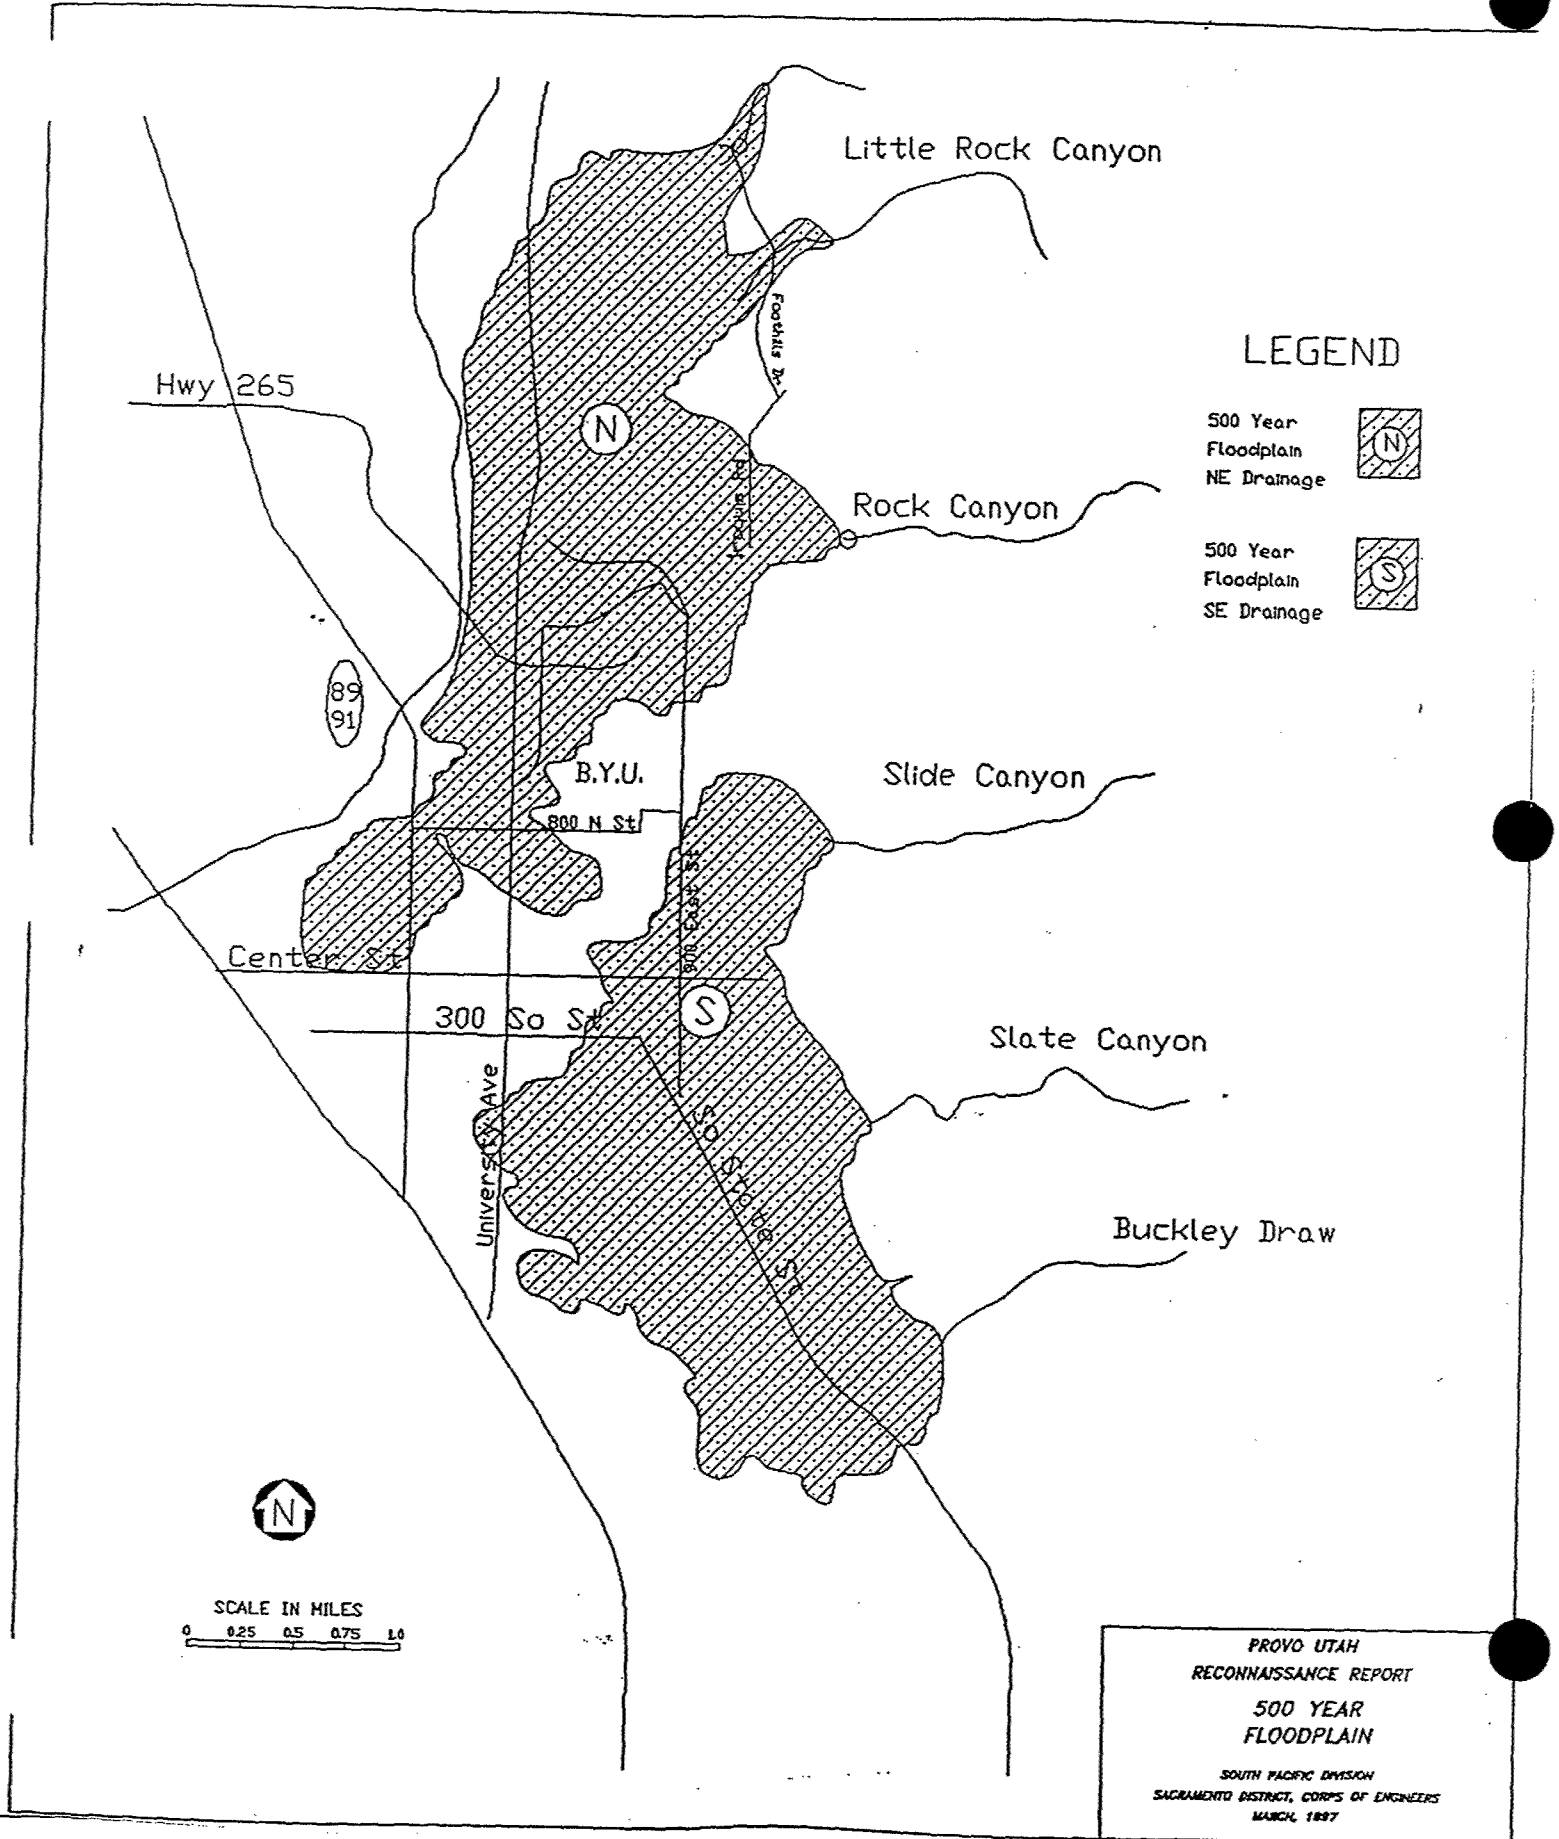 Little Rock Canyon
LEGEND
Foothills Dr
Hwy 265
500 Year
Floodplain
NE Drainage
N
N
Rock Canyon
500 Year
Floodplain
SE Drainage
S
89
91
B.Y.U.
Slide Canyon
800 N St
900 East St
Center St
300 So St
S
Slate Canyon
University Ave
So State St
Buckley Draw
N
SCALE IN MILES
0 0.25 0.5 0.75 1.0
PROVO UTAH
RECONNAISSANCE REPORT
500 YEAR
FLOODPLAIN
SOUTH PACIFIC DIVISION
SACRAMENTO DISTRICT, CORPS OF ENGINEERS
MARCH, 1997